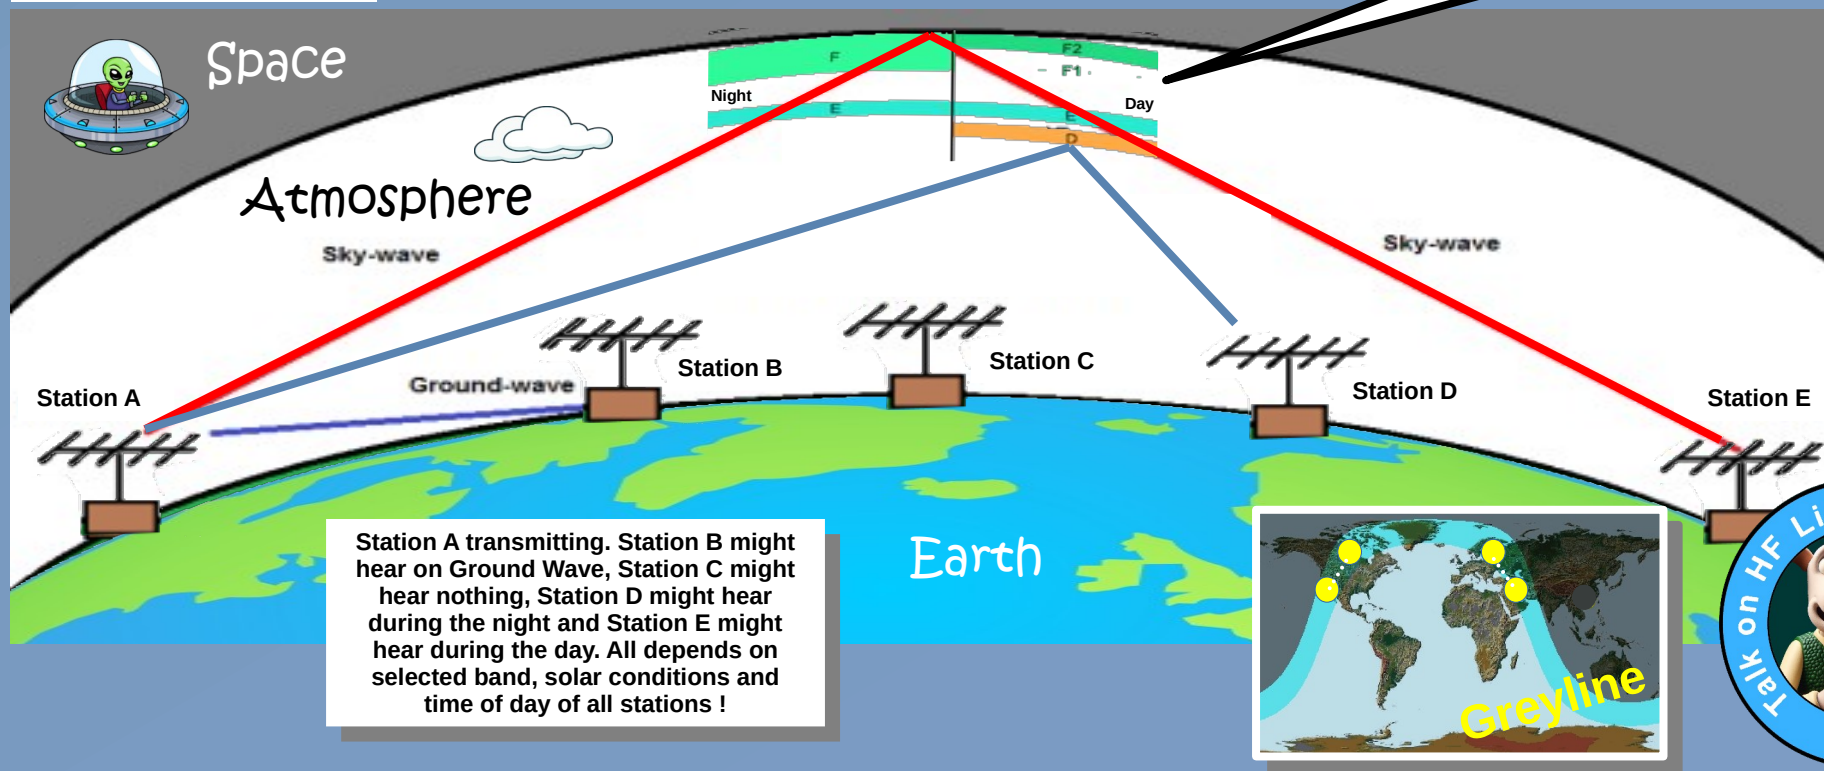 Space
F
F2
F1
Night
Day
E
E
D
Atmosphere
Sky-wave
Sky-wave
Station B
Station C
Ground-wave
Station A
Station D
Station E
Station A transmitting. Station B might
hear on Ground Wave, Station C might
hear nothing, Station D might hear
during the night and Station E might
hear during the day. All depends on
selected band, solar conditions and
time of day of all stations !
Earth
Greyline
Talk on HF